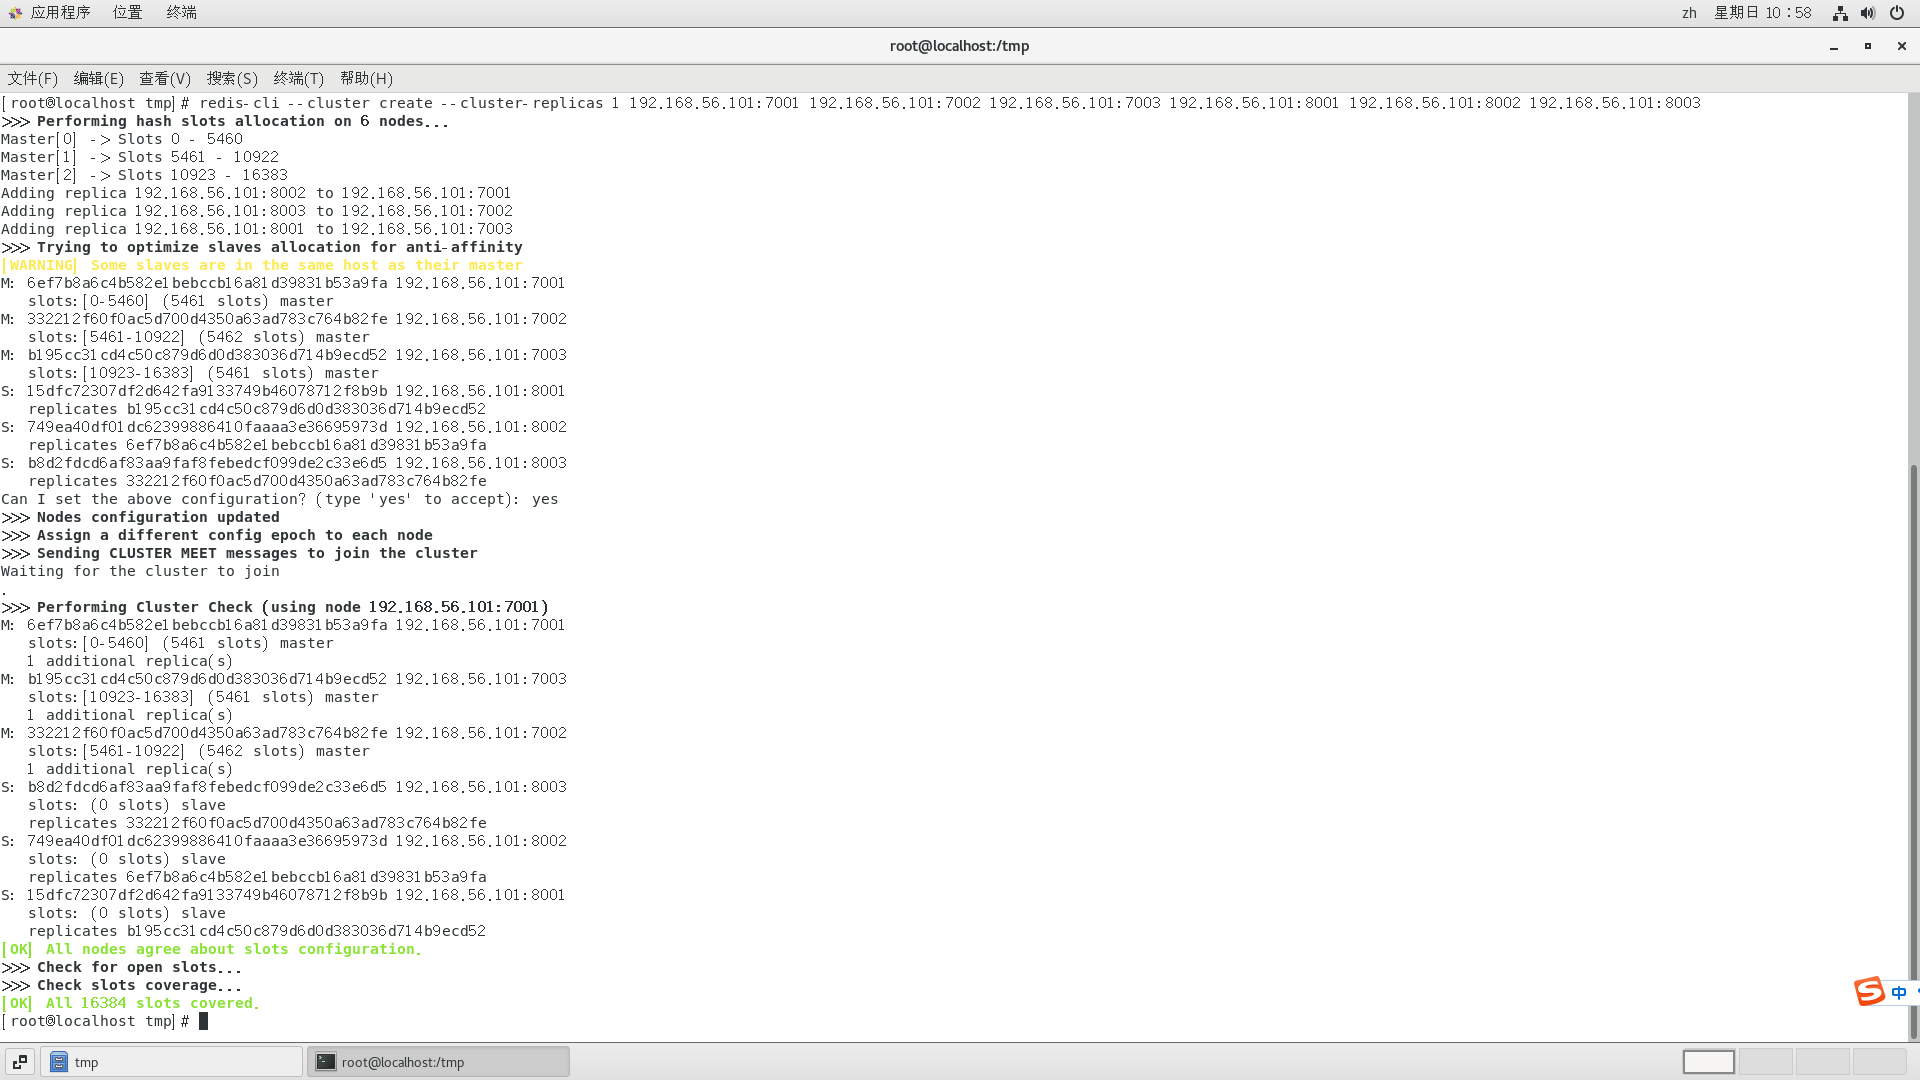 应用程序 位置 终端 zh 星期日 10：58
root@localhost:/tmp
文件(F) 编辑(E) 查看(V) 搜索(S) 终端(T) 帮助(H)
[root@localhost tmp]# redis-cli --cluster create --cluster-replicas 1 192.168.56.101:7001 192.168.56.101:7002 192.168.56.101:7003 192.168.56.101:8001 192.168.56.101:8002 192.168.56.101:8003
>>> Performing hash slots allocation on 6 nodes...
Master[0] -> Slots 0 - 5460
Master[1] -> Slots 5461 - 10922
Master[2] -> Slots 10923 - 16383
Adding replica 192.168.56.101:8002 to 192.168.56.101:7001
Adding replica 192.168.56.101:8003 to 192.168.56.101:7002
Adding replica 192.168.56.101:8001 to 192.168.56.101:7003
>>> Trying to optimize slaves allocation for anti-affinity
[WARNING] Some slaves are in the same host as their master
M: 6ef7b8a6c4b582e1bebccb16a81d39831b53a9fa 192.168.56.101:7001
   slots:[0-5460] (5461 slots) master
M: 332212f60f0ac5d700d4350a63ad783c764b82fe 192.168.56.101:7002
   slots:[5461-10922] (5462 slots) master
M: b195cc31cd4c50c879d6d0d383036d714b9ecd52 192.168.56.101:7003
   slots:[10923-16383] (5461 slots) master
S: 15dfc72307df2d642fa9133749b46078712f8b9b 192.168.56.101:8001
   replicates b195cc31cd4c50c879d6d0d383036d714b9ecd52
S: 749ea40df01dc62399886410faaaa3e36695973d 192.168.56.101:8002
   replicates 6ef7b8a6c4b582e1bebccb16a81d39831b53a9fa
S: b8d2fdcd6af83aa9faf8febedcf099de2c33e6d5 192.168.56.101:8003
   replicates 332212f60f0ac5d700d4350a63ad783c764b82fe
Can I set the above configuration? (type 'yes' to accept): yes
>>> Nodes configuration updated
>>> Assign a different config epoch to each node
>>> Sending CLUSTER MEET messages to join the cluster
Waiting for the cluster to join
.
>>> Performing Cluster Check (using node 192.168.56.101:7001)
M: 6ef7b8a6c4b582e1bebccb16a81d39831b53a9fa 192.168.56.101:7001
   slots:[0-5460] (5461 slots) master
   1 additional replica(s)
M: b195cc31cd4c50c879d6d0d383036d714b9ecd52 192.168.56.101:7003
   slots:[10923-16383] (5461 slots) master
   1 additional replica(s)
M: 332212f60f0ac5d700d4350a63ad783c764b82fe 192.168.56.101:7002
   slots:[5461-10922] (5462 slots) master
   1 additional replica(s)
S: b8d2fdcd6af83aa9faf8febedcf099de2c33e6d5 192.168.56.101:8003
   slots: (0 slots) slave
   replicates 332212f60f0ac5d700d4350a63ad783c764b82fe
S: 749ea40df01dc62399886410faaaa3e36695973d 192.168.56.101:8002
   slots: (0 slots) slave
   replicates 6ef7b8a6c4b582e1bebccb16a81d39831b53a9fa
S: 15dfc72307df2d642fa9133749b46078712f8b9b 192.168.56.101:8001
   slots: (0 slots) slave
   replicates b195cc31cd4c50c879d6d0d383036d714b9ecd52
[OK] All nodes agree about slots configuration.
>>> Check for open slots...
>>> Check slots coverage...
[OK] All 16384 slots covered.
[root@localhost tmp]#
S 中
tmp root@localhost:/tmp